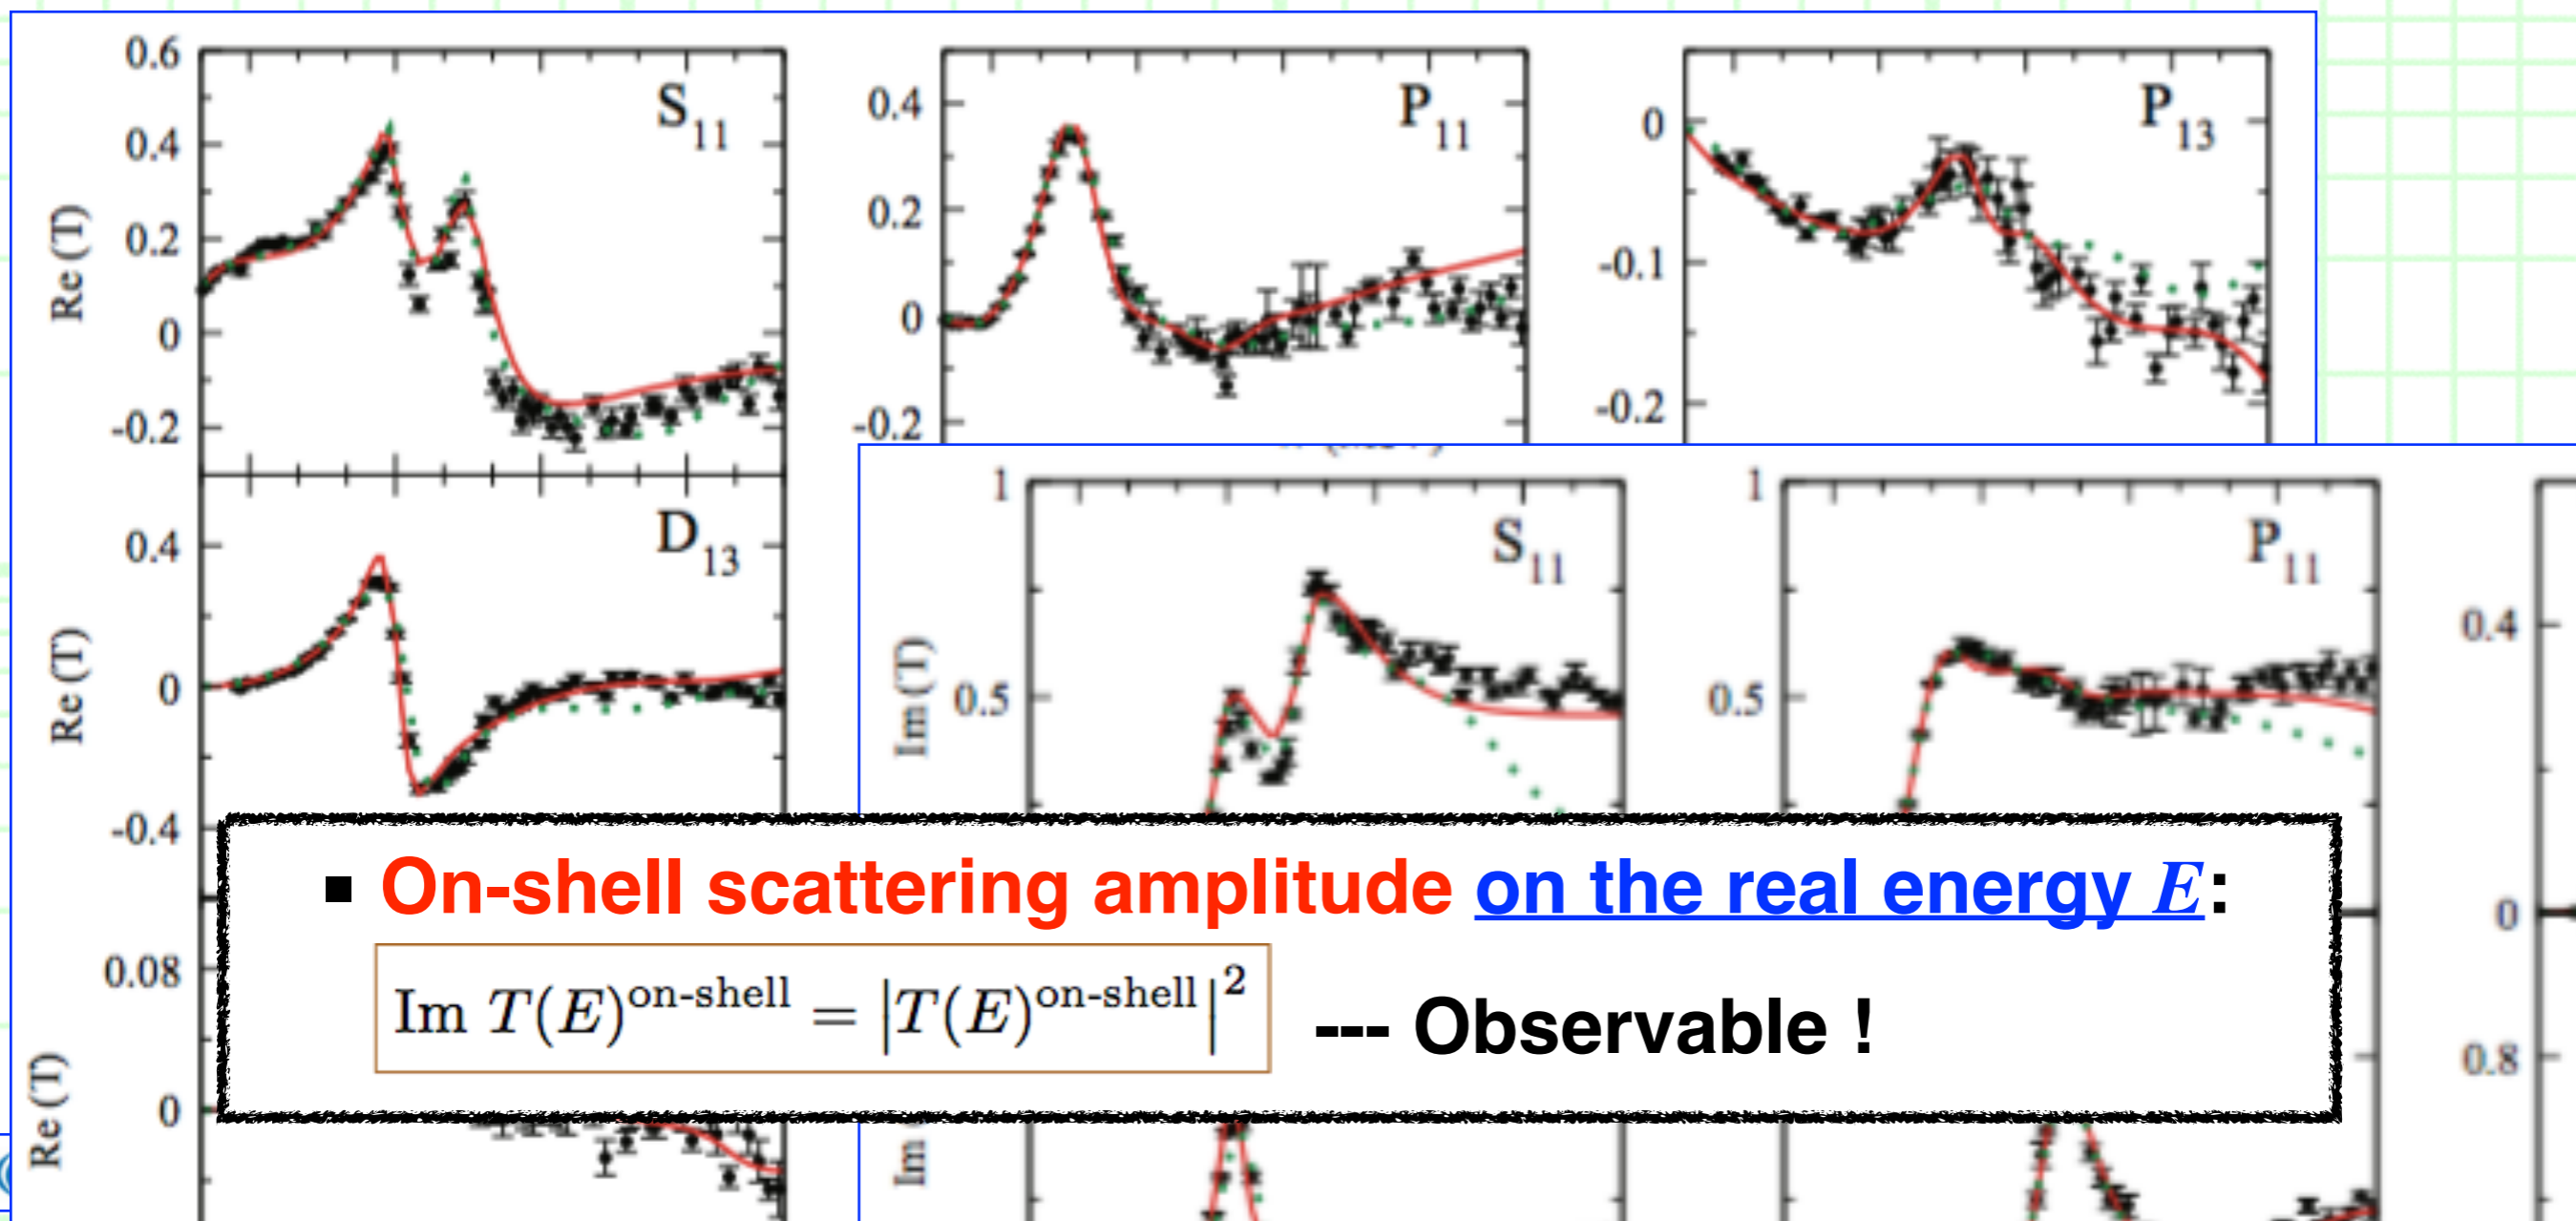 0.6
0.4
0.2
0
-0.2
Re (T)
S11
0.4
0.2
0
-0.2
P11
0
-0.1
-0.2
P13
0.4
0
-0.4
Re (T)
D13
1
0.5
Im (T)
S11
1
0.5
P11
0.4
0
0.8
▪ On-shell scattering amplitude on the real energy E:
Im T(E)^on-shell = |T(E)^on-shell|^2 --- Observable !
0.08
0
Re (T)
Im